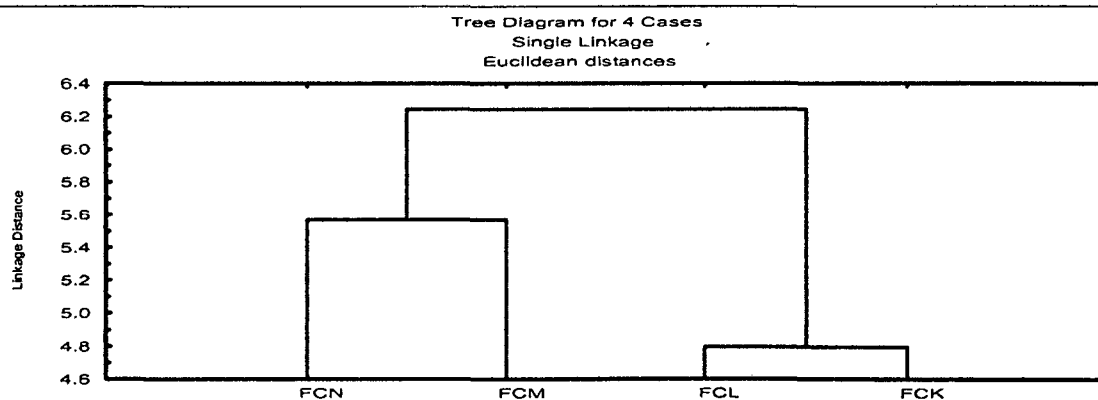 Tree Diagram for 4 Cases
Single Linkage
Euclidean distances
6.4
6.2
6.0
5.8
5.6
5.4
5.2
5.0
4.8
4.6
Linkage Distance
FCN FCM FCL FCK